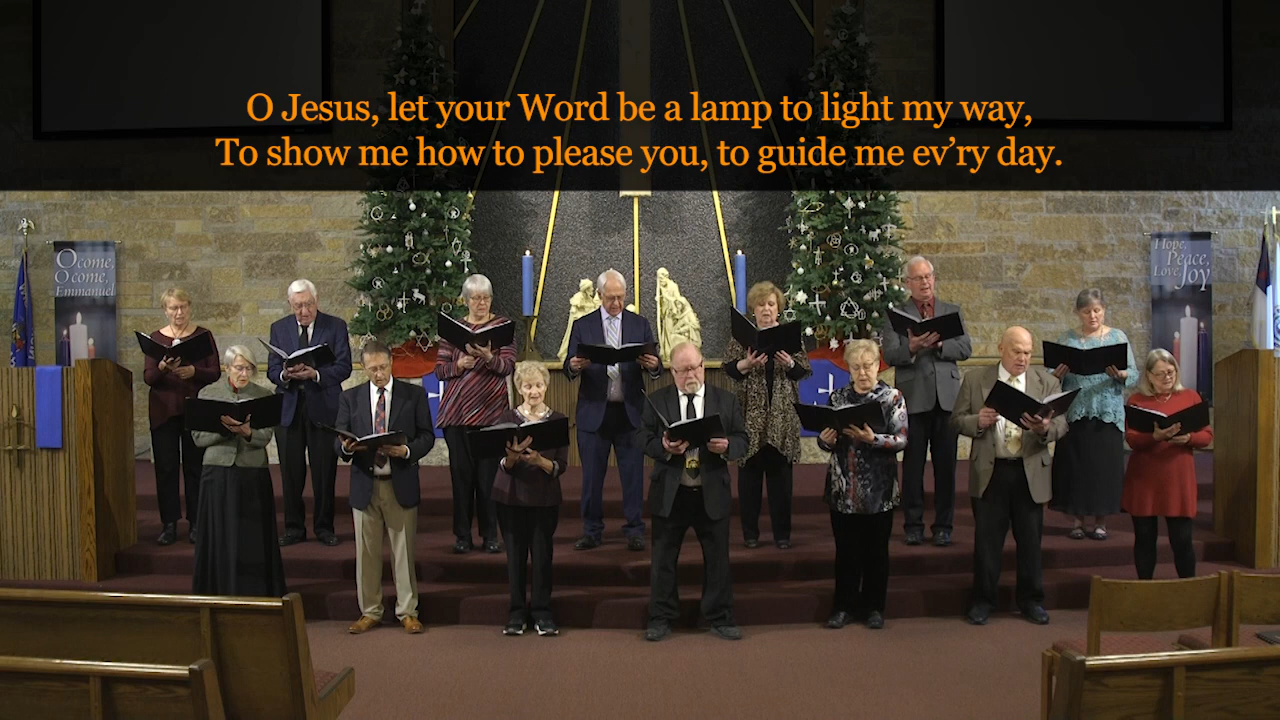 O Jesus, let your Word be a lamp to light my way,
To show me how to please you, to guide me ev’ry day.
O come,
O come,
Emmanuel
Hope,
Peace,
Love,
Joy